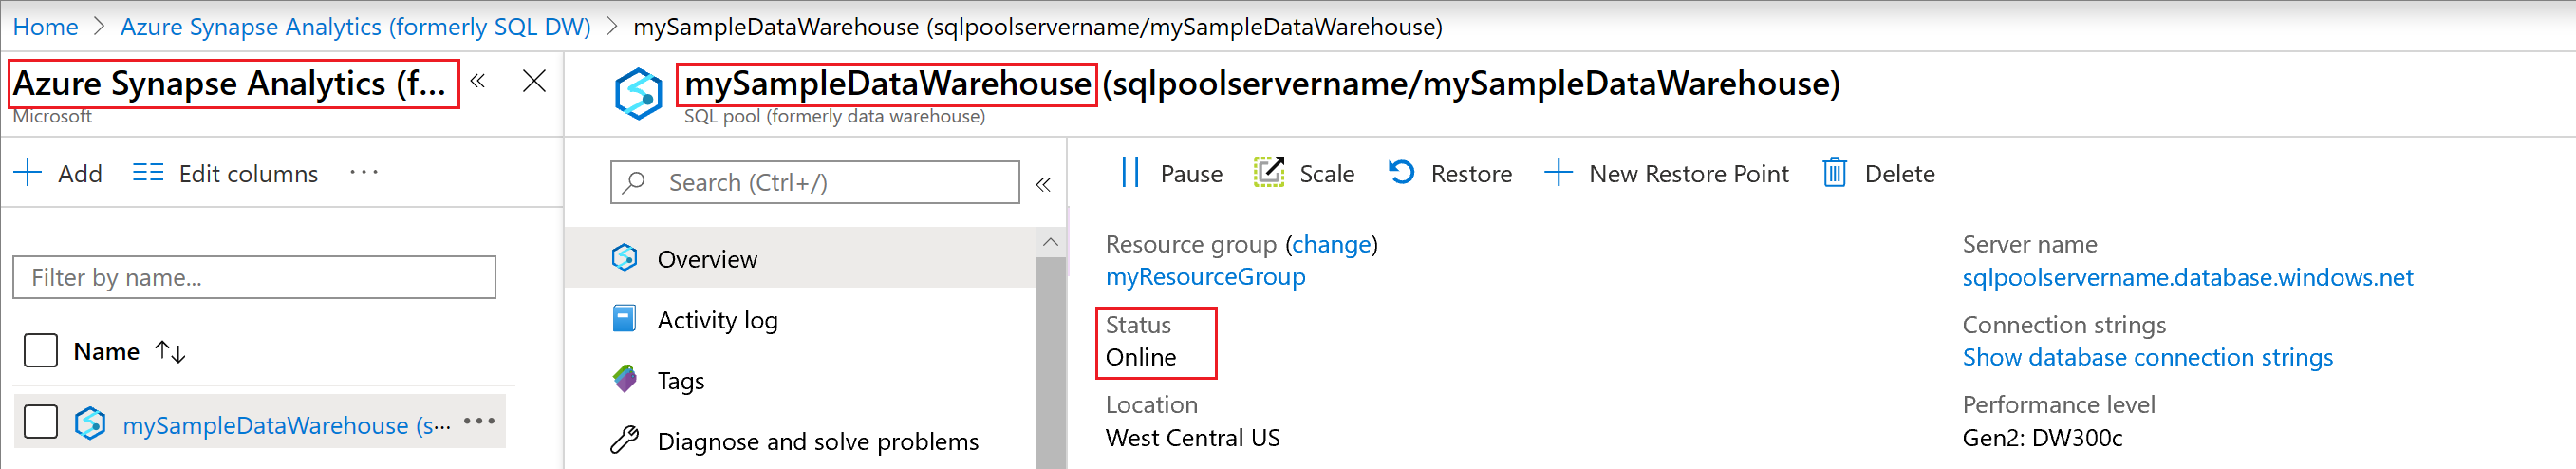 Home > Azure Synapse Analytics (formerly SQL DW) > mySampleDataWarehouse (sqlpoolservername/mySampleDataWarehouse)
Azure Synapse Analytics (f...
Microsoft
Add Edit columns ...
Filter by name...
Name
mySampleDataWarehouse (s... ...
mySampleDataWarehouse (sqlpoolservername/mySampleDataWarehouse)
SQL pool (formerly data warehouse)
Search (Ctrl+/)
Overview
Activity log
Tags
Diagnose and solve problems
Pause Scale Restore New Restore Point Delete
Resource group (change)
myResourceGroup
Status
Online
Location
West Central US
Server name
sqlpoolservername.database.windows.net
Connection strings
Show database connection strings
Performance level
Gen2: DW300c